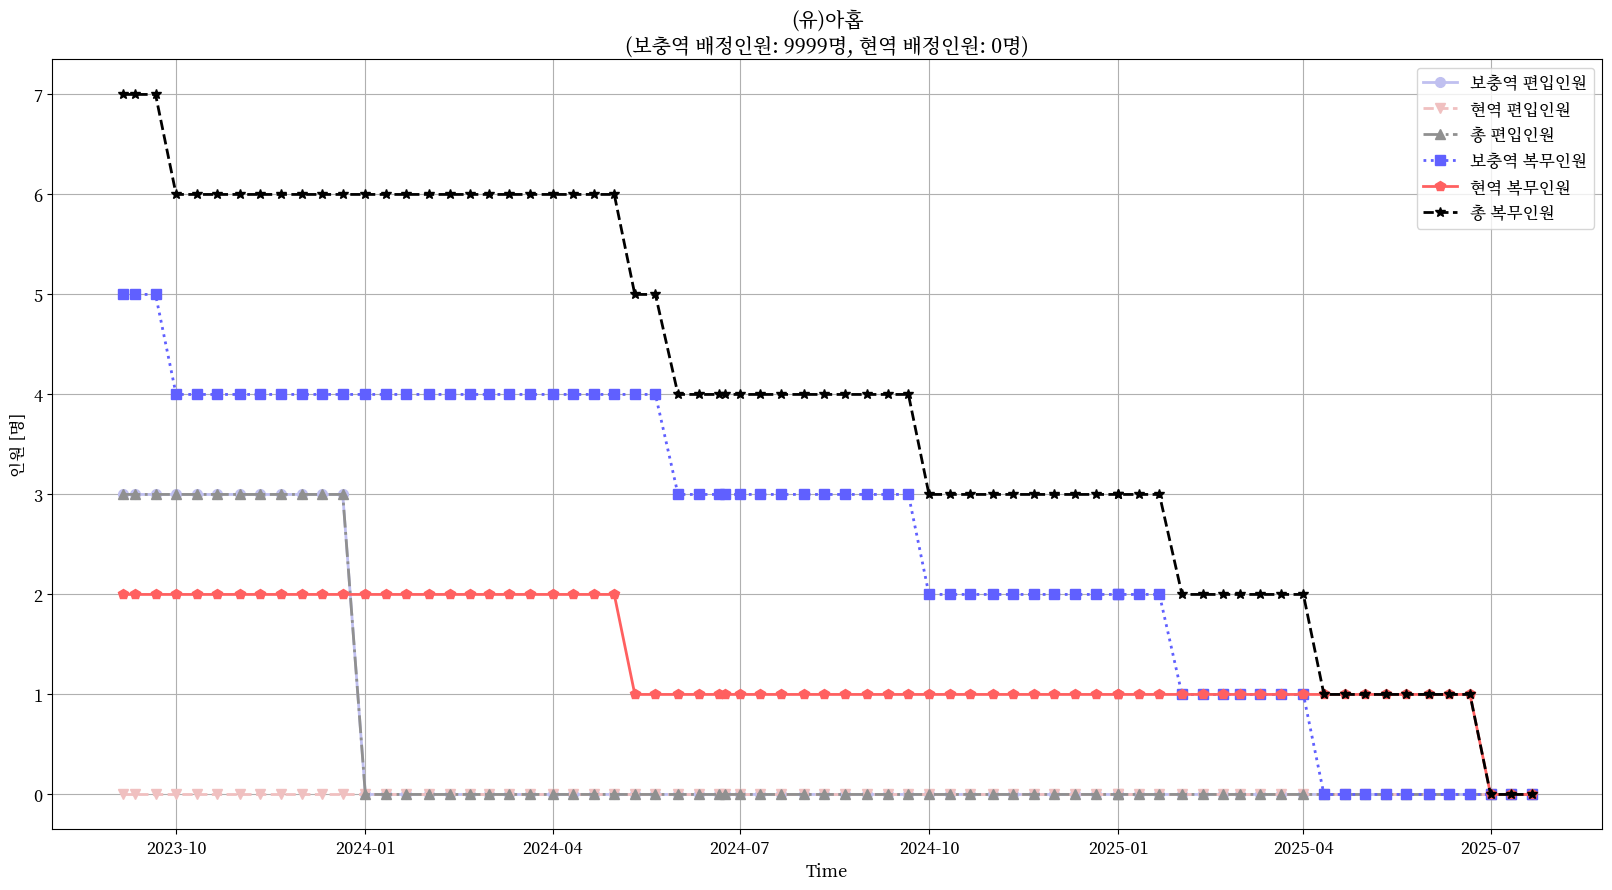 (유)아홉
(보충역 배정인원: 9999명, 현역 배정인원: 0명)
보충역 편입인원
현역 편입인원
총 편입인원
보충역 복무인원
현역 복무인원
총 복무인원
인원 [명]
7
6
5
4
3
2
1
0
2023-10
2024-01
2024-04
2024-07
2024-10
2025-01
2025-04
2025-07
Time